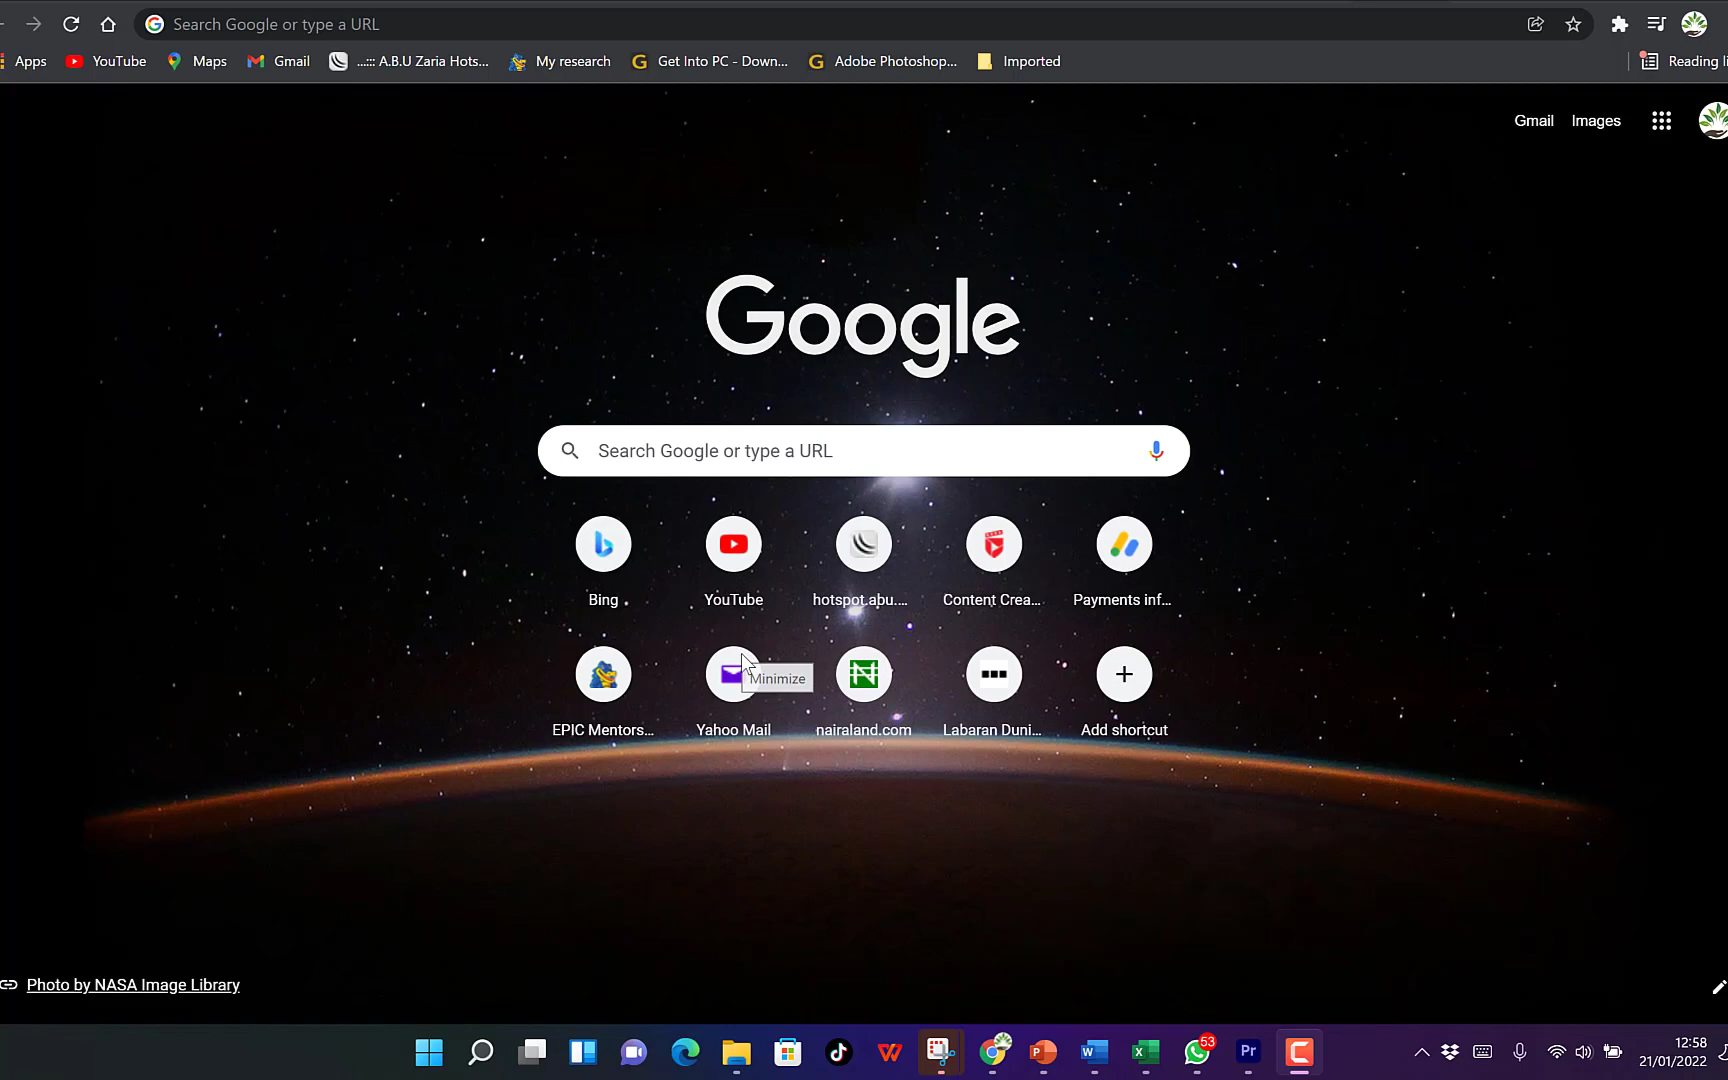 Search Google or type a URL
Apps YouTube Maps Gmail ...::: A.B.U Zaria Hots... My research Get Into PC - Down... Adobe Photoshop... Imported Reading li
Gmail Images
Google
Search Google or type a URL
Bing YouTube hotspot.abu.... Content Crea... Payments inf...
Minimize
EPIC Mentors... Yahoo Mail nairaland.com Labaran Duni... Add shortcut
Photo by NASA Image Library
53
12:58
21/01/2022